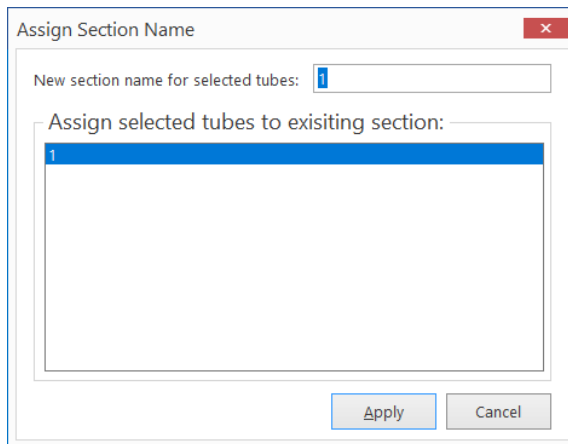 Assign Section Name
New section name for selected tubes: 1
Assign selected tubes to exisiting section:
1
Apply Cancel